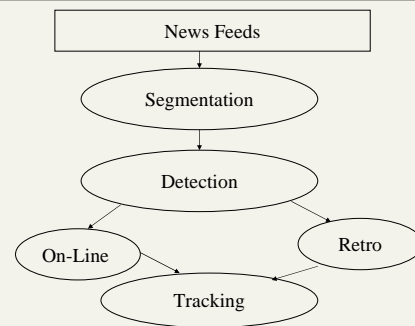 News Feeds
Segmentation
Detection
On-Line
Retro
Tracking